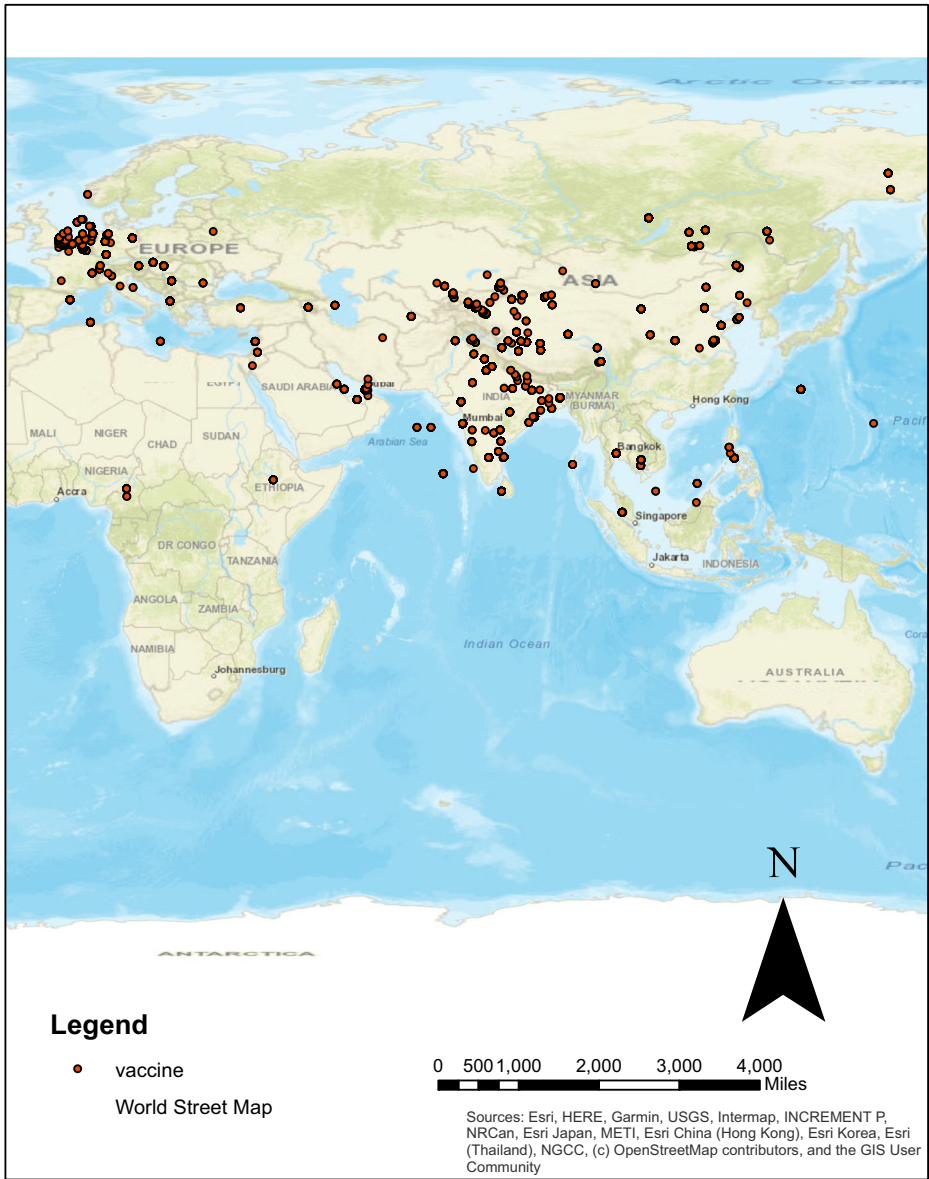 Arctic Ocean
EUROPE
ASIA
EGYPT
SAUDI ARABIA
INDIA
MYANMAR
(BURMA)
Hong Kong
MALI
NIGER
CHAD
SUDAN
Mumbai
Arabian Sea
Pacif
Bangkok
NIGERIA
Accra
ETHIOPIA
Singapore
DR CONGO
TANZANIA
Jakarta
INDONESIA
ANGOLA
ZAMBIA
NAMIBIA
Indian Ocean
Cora
Johannesburg
AUSTRALIA
N
Pac
ANTARCTICA
Legend
vaccine
World Street Map
0 500 1,000 2,000 3,000 4,000
Miles
Sources: Esri, HERE, Garmin, USGS, Intermap, INCREMENT P,
NRCan, Esri Japan, METI, Esri China (Hong Kong), Esri Korea, Esri
(Thailand), NGCC, (c) OpenStreetMap contributors, and the GIS User
Community